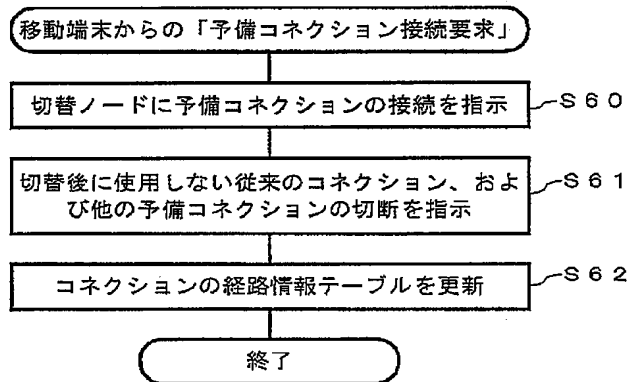 移動端末からの「予備コネクション接続要求」
切替ノードに予備コネクションの接続を指示
S60
切替後に使用しない従来のコネクション、およ
び他の予備コネクションの切断を指示
S61
コネクションの経路情報テーブルを更新
S62
終了